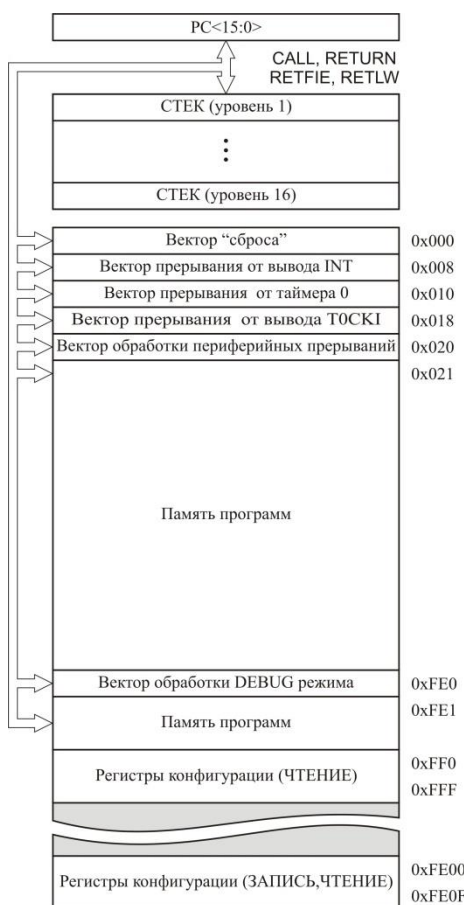 PC<15:0>
CALL, RETURN
RETFIE, RETLW
СТЕК (уровень 1)
СТЕК (уровень 16)
Вектор “сброса” 0x000
Вектор прерывания от вывода INT 0x008
Вектор прерывания от таймера 0 0x010
Вектор прерывания от вывода T0CKI 0x018
Вектор обработки периферийных прерываний 0x020
0x021
Память программ
Вектор обработки DEBUG режима 0xFE0
0xFE1
Память программ
0xFF0
Регистры конфигурации (ЧТЕНИЕ)
0xFFF
0xFE00
Регистры конфигурации (ЗАПИСЬ,ЧТЕНИЕ)
0xFE0F